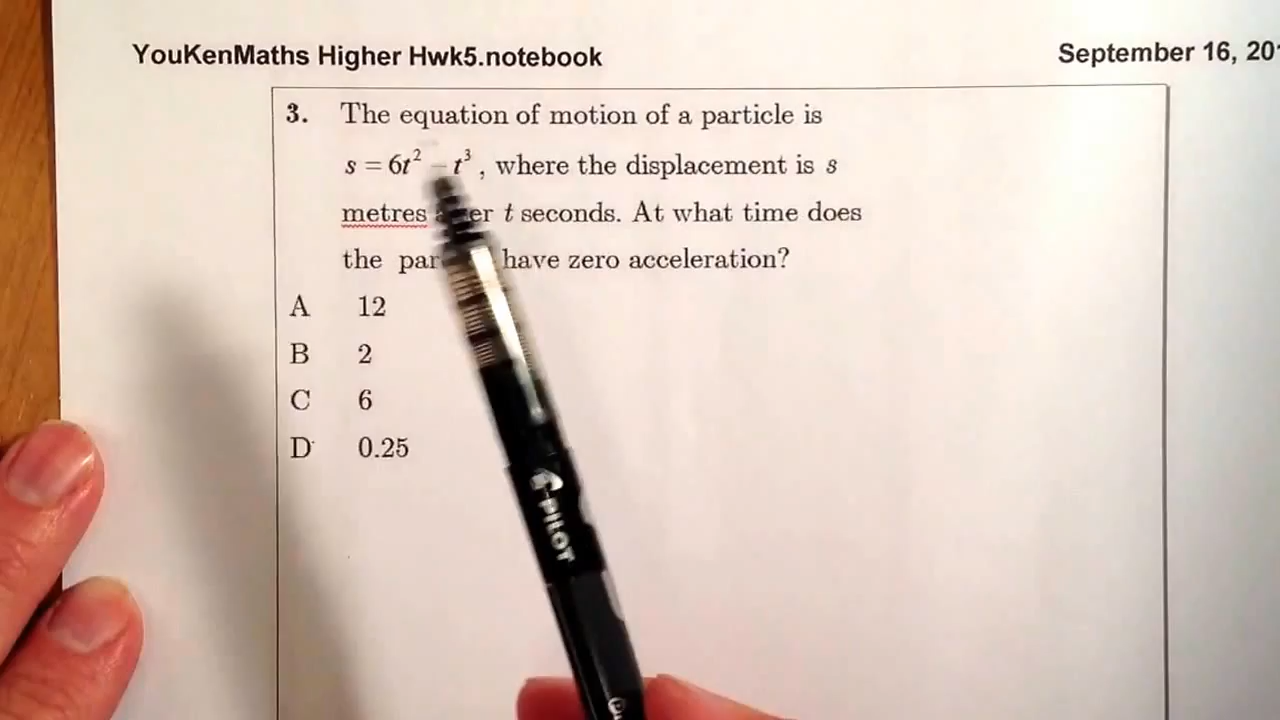 YouKenMaths Higher Hwk5.notebook September 16, 20
3. The equation of motion of a particle is
s = 6t² – t³ , where the displacement is s
metres t seconds. At what time does
the have zero acceleration?
A 12
B 2
C 6
D 0.25
PILOT